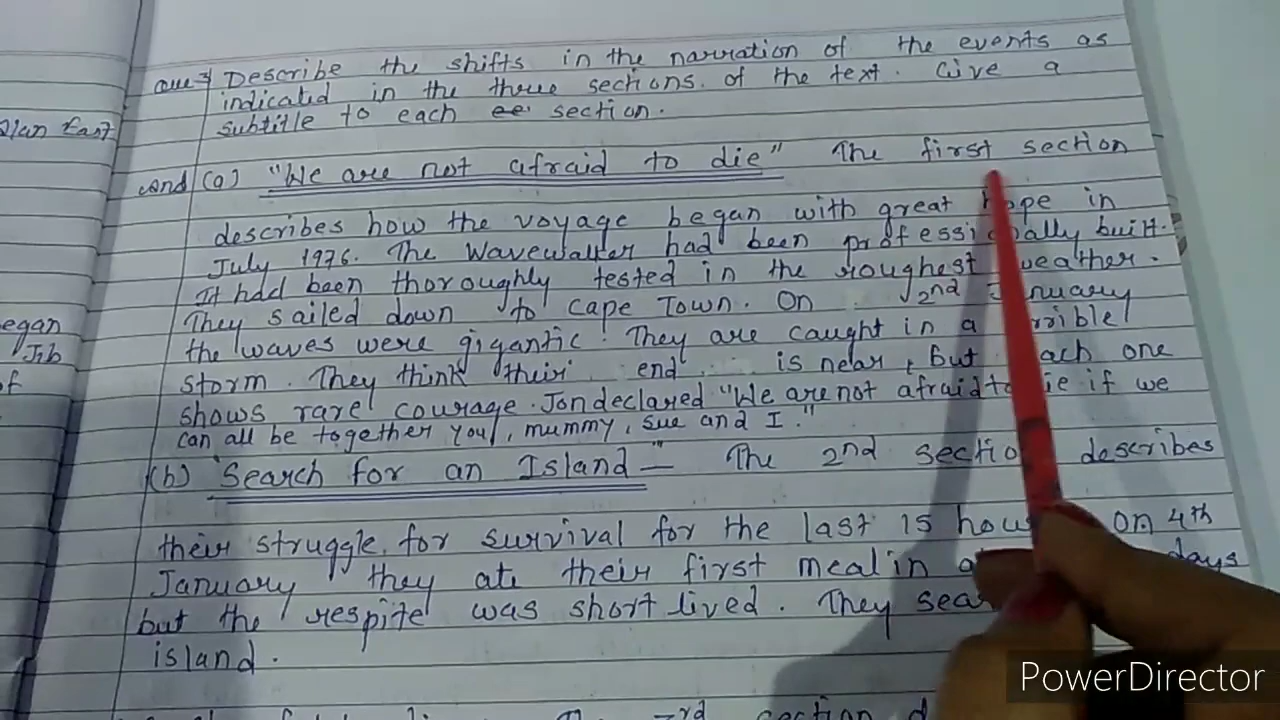 Que 3 Describe the shifts in the narration of the events as
indicated in the three sections of the text. Give a
subtitle to each section.
(a) "We are not afraid to die" The first section
describes how the voyage began with great hope in
July 1976. The Wavewalker had been professionally built.
It had been thoroughly tested in the roughest weather.
They sailed down to Cape Town. On 2nd January
the waves were gigantic. They are caught in a
storm. They think their end is near, but each one
shows rare courage. Jon declared "We are not afraid to die if we
can all be together you, mummy, sue and I."
(b) "Search for an Island" – The 2nd section describes
their struggle for survival for the last 15 on 4th
January they ate their first meal in days
but the respite was short lived. They
island.
section
egan
Jib
of
PowerDirector